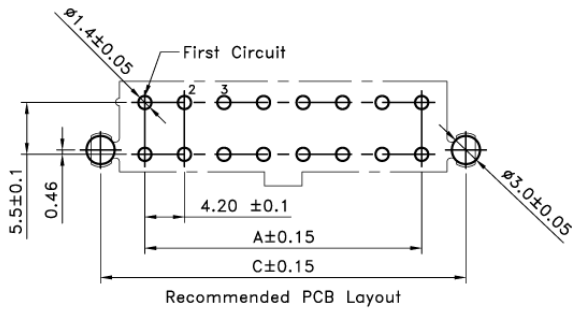 ø1.4±0.05
First Circuit
2 3
5.5±0.1
0.46
4.20 ±0.1
ø3.0±0.05
A±0.15
C±0.15
Recommended PCB Layout